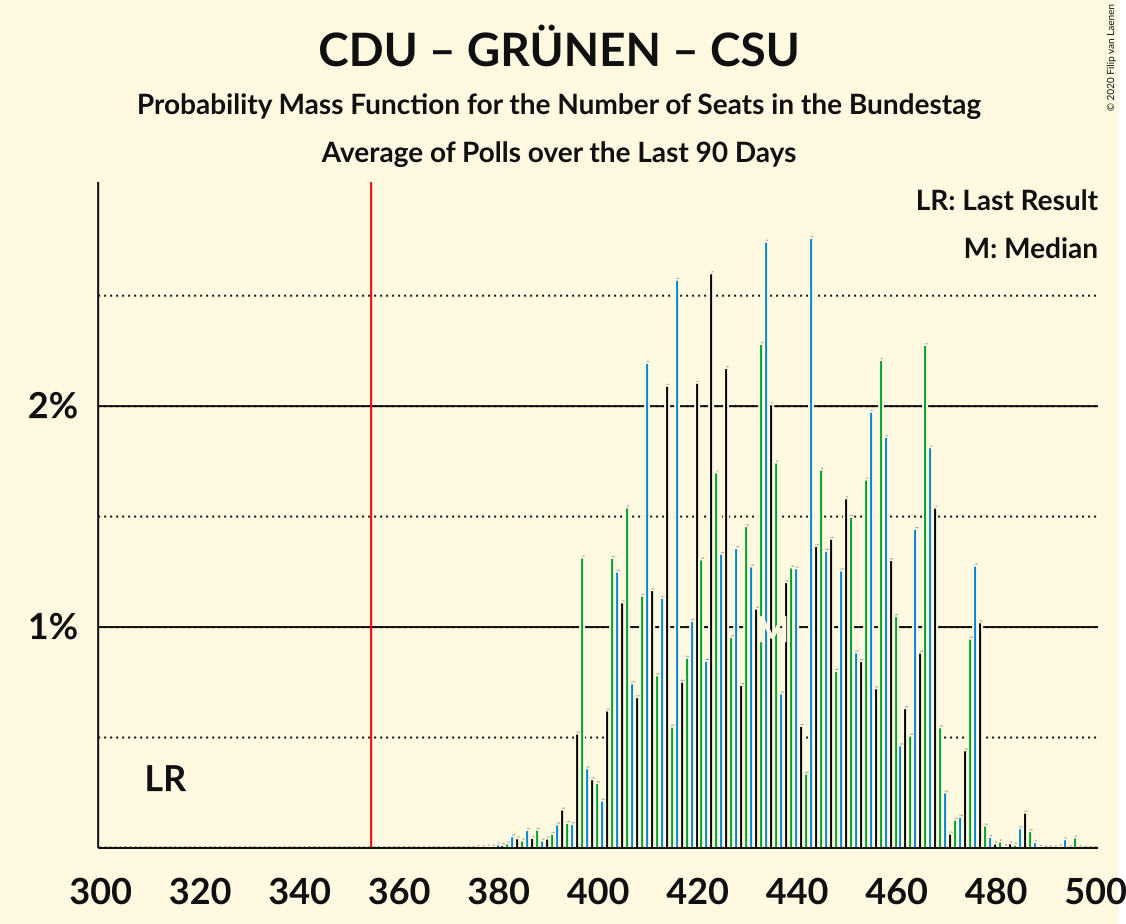 CDU – GRÜNEN – CSU
Probability Mass Function for the Number of Seats in the Bundestag
Average of Polls over the Last 90 Days
© 2020 Filip van Laenen
LR: Last Result
M: Median
2%
1%
M
LR
300 320 340 360 380 400 420 440 460 480 500